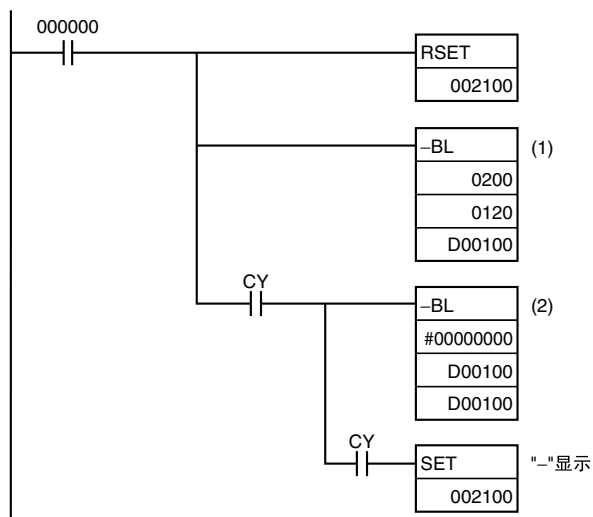 000000
RSET
002100
–BL (1)
0200
0120
D00100
CY
–BL (2)
#00000000
D00100
D00100
CY
SET "–"显示
002100